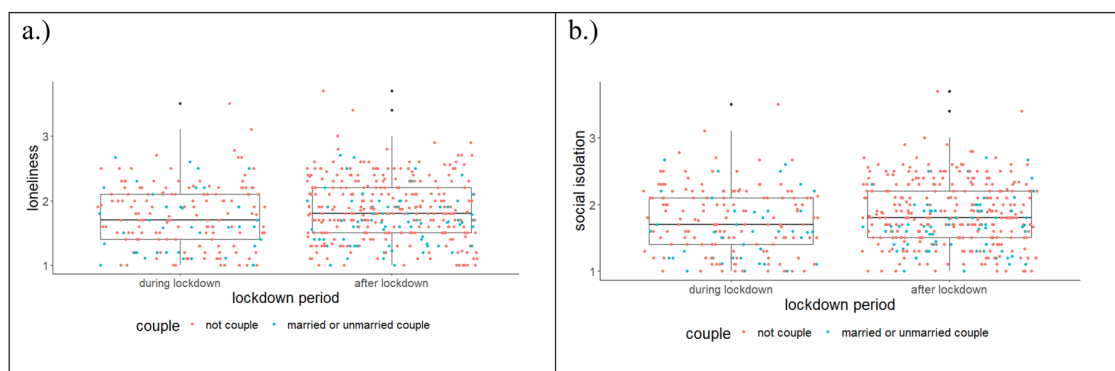 a.)
loneliness
3
2
1
during lockdown
after lockdown
lockdown period
couple
not couple
married or unmarried couple
b.)
social isolation
3
2
1
during lockdown
after lockdown
lockdown period
couple
not couple
married or unmarried couple